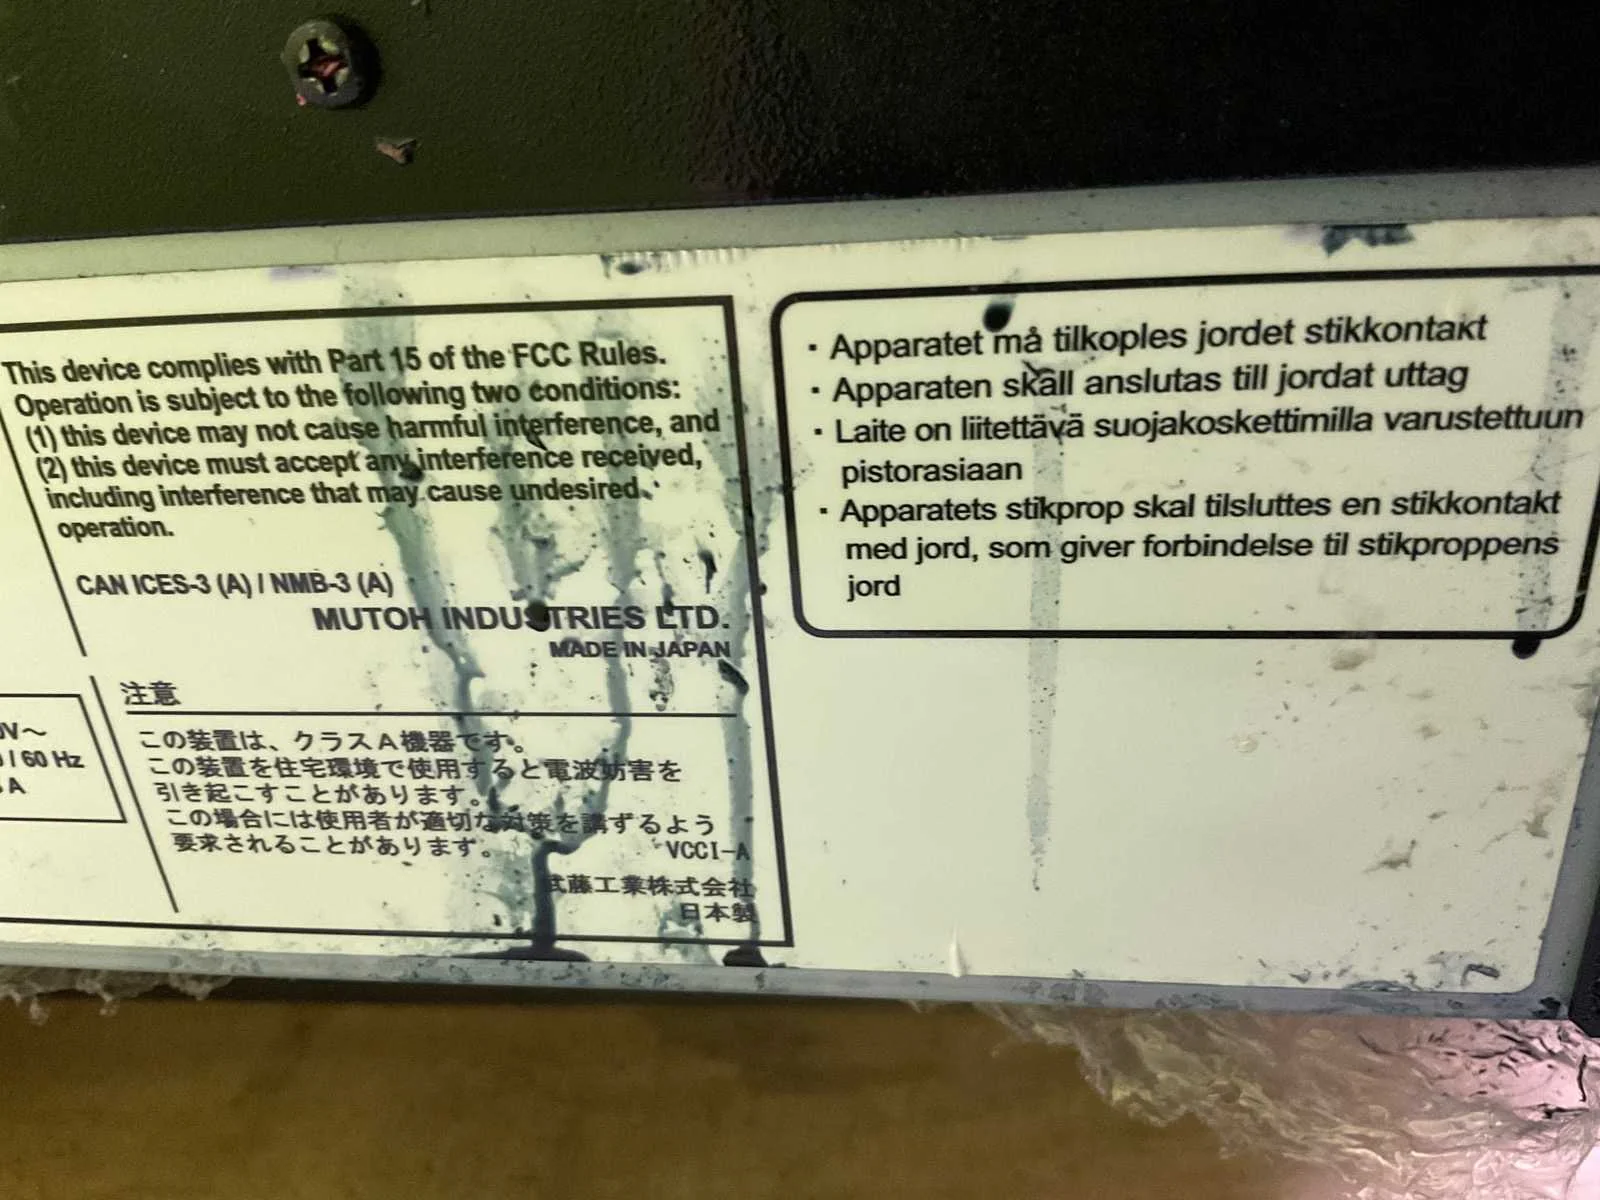 This device complies with Part 15 of the FCC Rules.
Operation is subject to the following two conditions:
(1) this device may not cause harmful interference, and
(2) this device must accept any interference received,
including interference that may cause undesired
operation.
CAN ICES-3 (A) / NMB-3 (A)
MUTOH INDUSTRIES LTD.
MADE IN JAPAN
V～
/ 60 Hz
A
注意
この装置は、クラスＡ機器です。
この装置を住宅環境で使用すると電波妨害を
引き起こすことがあります。
この場合には使用者が適切な対策を講ずるよう
要求されることがあります。
VCCI-A
武藤工業株式会社
日本製
・Apparatet må tilkoples jordet stikkontakt
・Apparaten skall anslutas till jordat uttag
・Laite on liitettävä suojakoskettimilla varustettuun
pistorasiaan
・Apparatets stikprop skal tilsluttes en stikkontakt
med jord, som giver forbindelse til stikproppens
jord